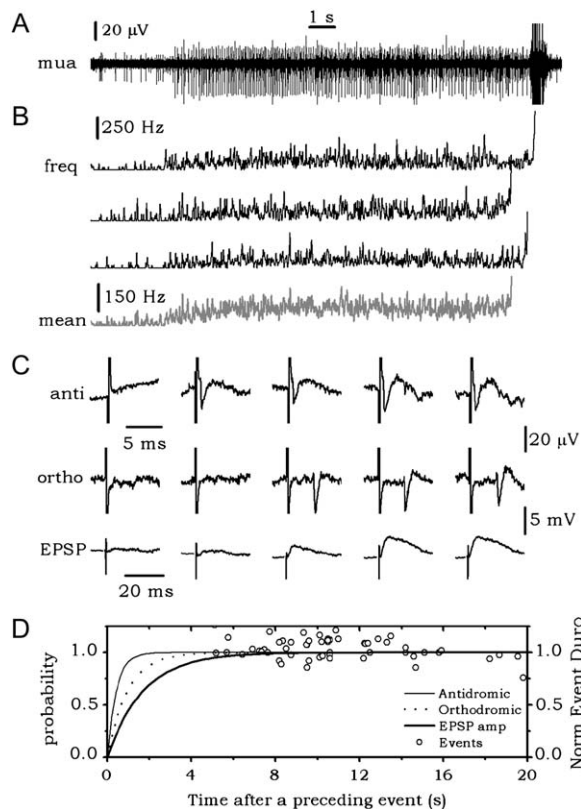 A
20 µV
1 s
mua
B
250 Hz
freq
150 Hz
mean
C
anti
5 ms
20 µV
ortho
5 mV
EPSP
20 ms
D
probability
1.0
0.5
0.0
1.0
0.5
0.0
Norm Event Duro
Antidromic
Orthodromic
EPSP amp
Events
0 4 8 12 16 20
Time after a preceding event (s)